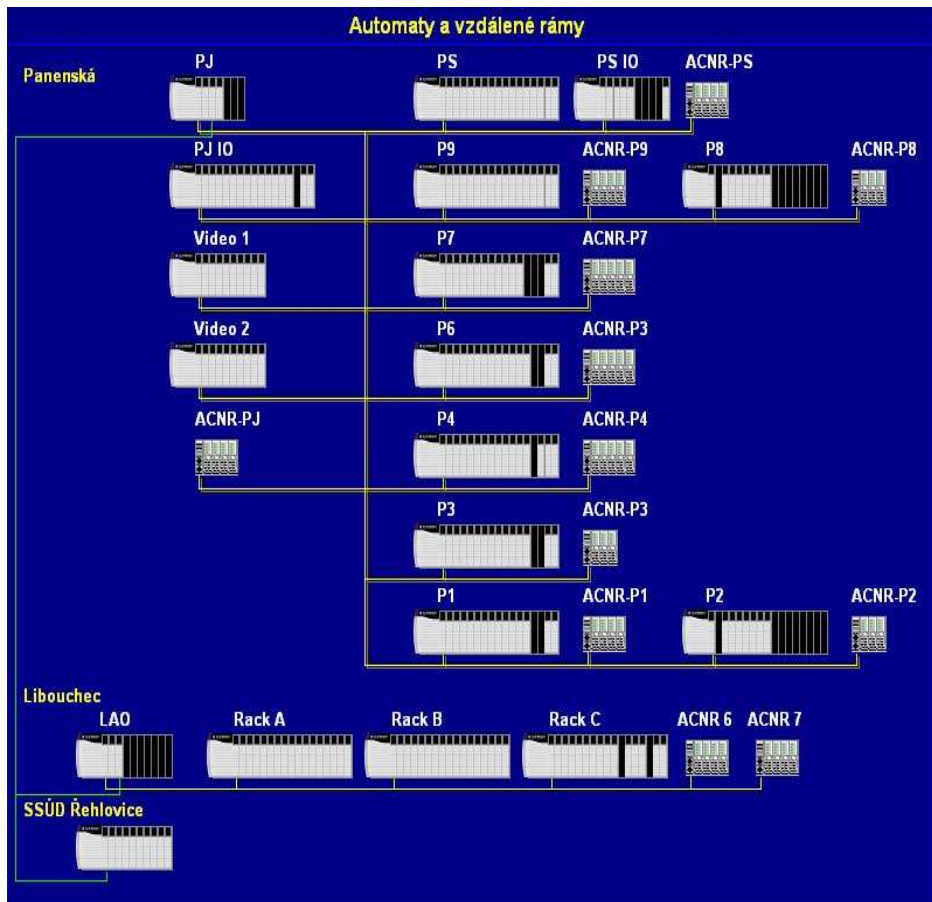 Automaty a vzdálené rámy
Panenská
PJ PS PS IO ACNR-PS
PJ IO P9 ACNR-P9 P8 ACNR-P8
Video 1 P7 ACNR-P7
Video 2 P6 ACNR-P3
ACNR-PJ P4 ACNR-P4
P3 ACNR-P3
P1 ACNR-P1 P2 ACNR-P2
Libouchec
LAO Rack A Rack B Rack C ACNR 6 ACNR 7
SSÚD Řehlovice